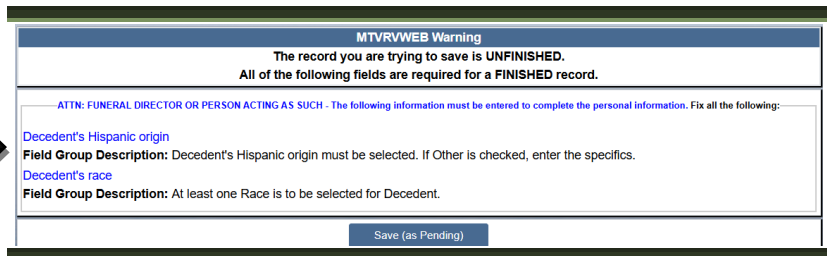 MTVRVWEB Warning
The record you are trying to save is UNFINISHED.
All of the following fields are required for a FINISHED record.
ATTN: FUNERAL DIRECTOR OR PERSON ACTING AS SUCH - The following information must be entered to complete the personal information. Fix all the following:
Decedent's Hispanic origin
Field Group Description: Decedent's Hispanic origin must be selected. If Other is checked, enter the specifics.
Decedent's race
Field Group Description: At least one Race is to be selected for Decedent.
Save (as Pending)